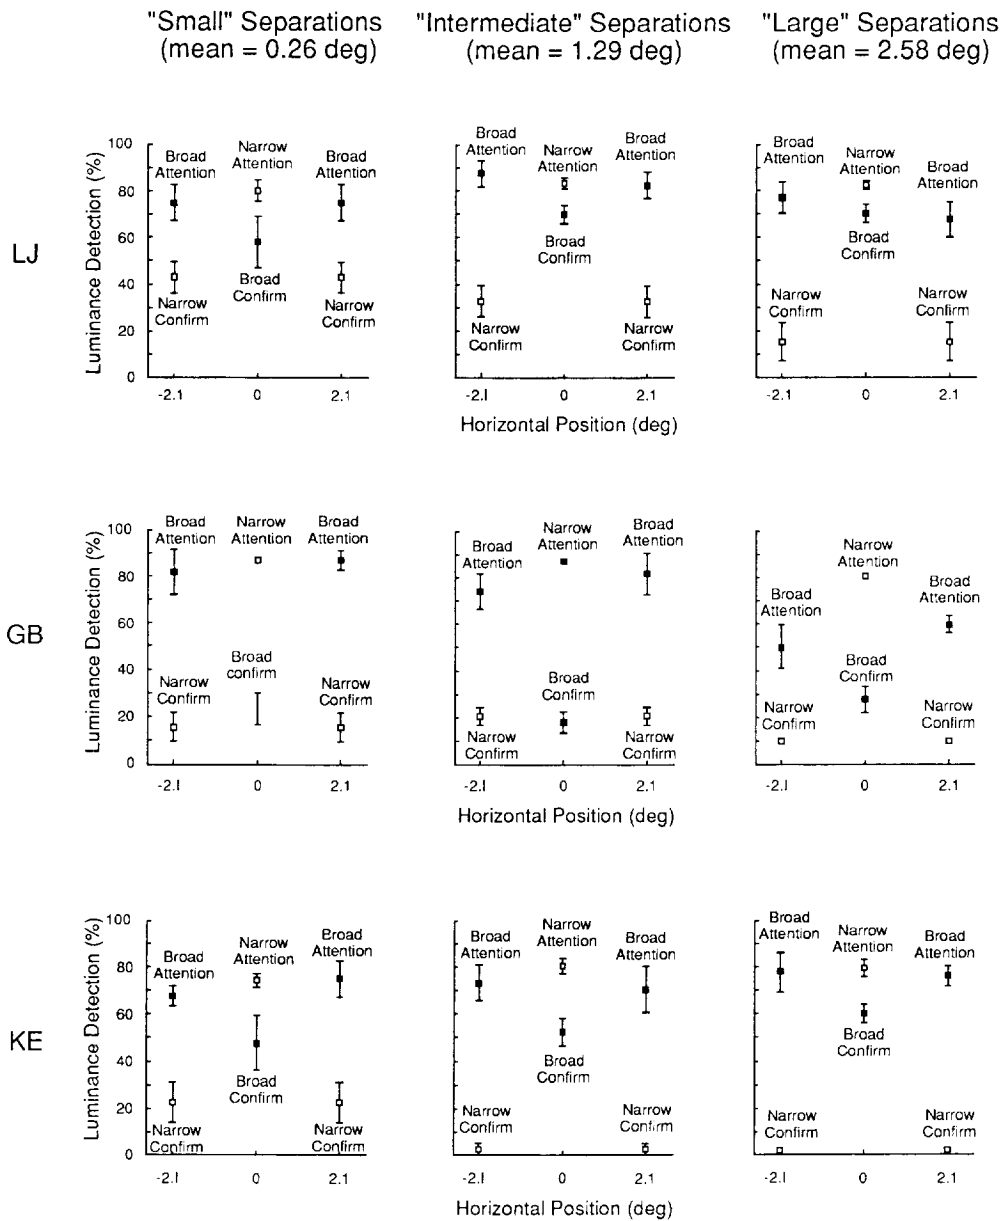 "Small" Separations "Intermediate" Separations "Large" Separations
(mean = 0.26 deg) (mean = 1.29 deg) (mean = 2.58 deg)
LJ
Luminance Detection (%)
100
80
60
40
20
0
Broad
Attention
Narrow
Attention
Broad
Attention
Broad
Confirm
Narrow
Confirm
Narrow
Confirm
-2.1 0 2.1
Broad
Attention
Narrow
Attention
Broad
Attention
Broad
Confirm
Narrow
Confirm
Narrow
Confirm
-2.1 0 2.1
Horizontal Position (deg)
Broad
Attention
Narrow
Attention
Broad
Attention
Broad
Confirm
Narrow
Confirm
Narrow
Confirm
-2.1 0 2.1
GB
Luminance Detection (%)
100
80
60
40
20
0
Broad
Attention
Narrow
Attention
Broad
Attention
Broad
confirm
Narrow
Confirm
Narrow
Confirm
-2.1 0 2.1
Broad
Attention
Narrow
Attention
Broad
Attention
Broad
Confirm
Narrow
Confirm
Narrow
Confirm
-2.1 0 2.1
Horizontal Position (deg)
Narrow
Attention
Broad
Attention
Broad
Attention
Broad
Confirm
Narrow
Confirm
Narrow
Confirm
-2.1 0 2.1
KE
Luminance Detection (%)
100
80
60
40
20
0
Broad
Attention
Narrow
Attention
Broad
Attention
Broad
Confirm
Narrow
Confirm
Narrow
Confirm
-2.1 0 2.1
Broad
Attention
Narrow
Attention
Broad
Attention
Broad
Confirm
Narrow
Confirm
Narrow
Confirm
-2.1 0 2.1
Horizontal Position (deg)
Broad
Attention
Narrow
Attention
Broad
Attention
Broad
Confirm
Narrow
Confirm
Narrow
Confirm
-2.1 0 2.1